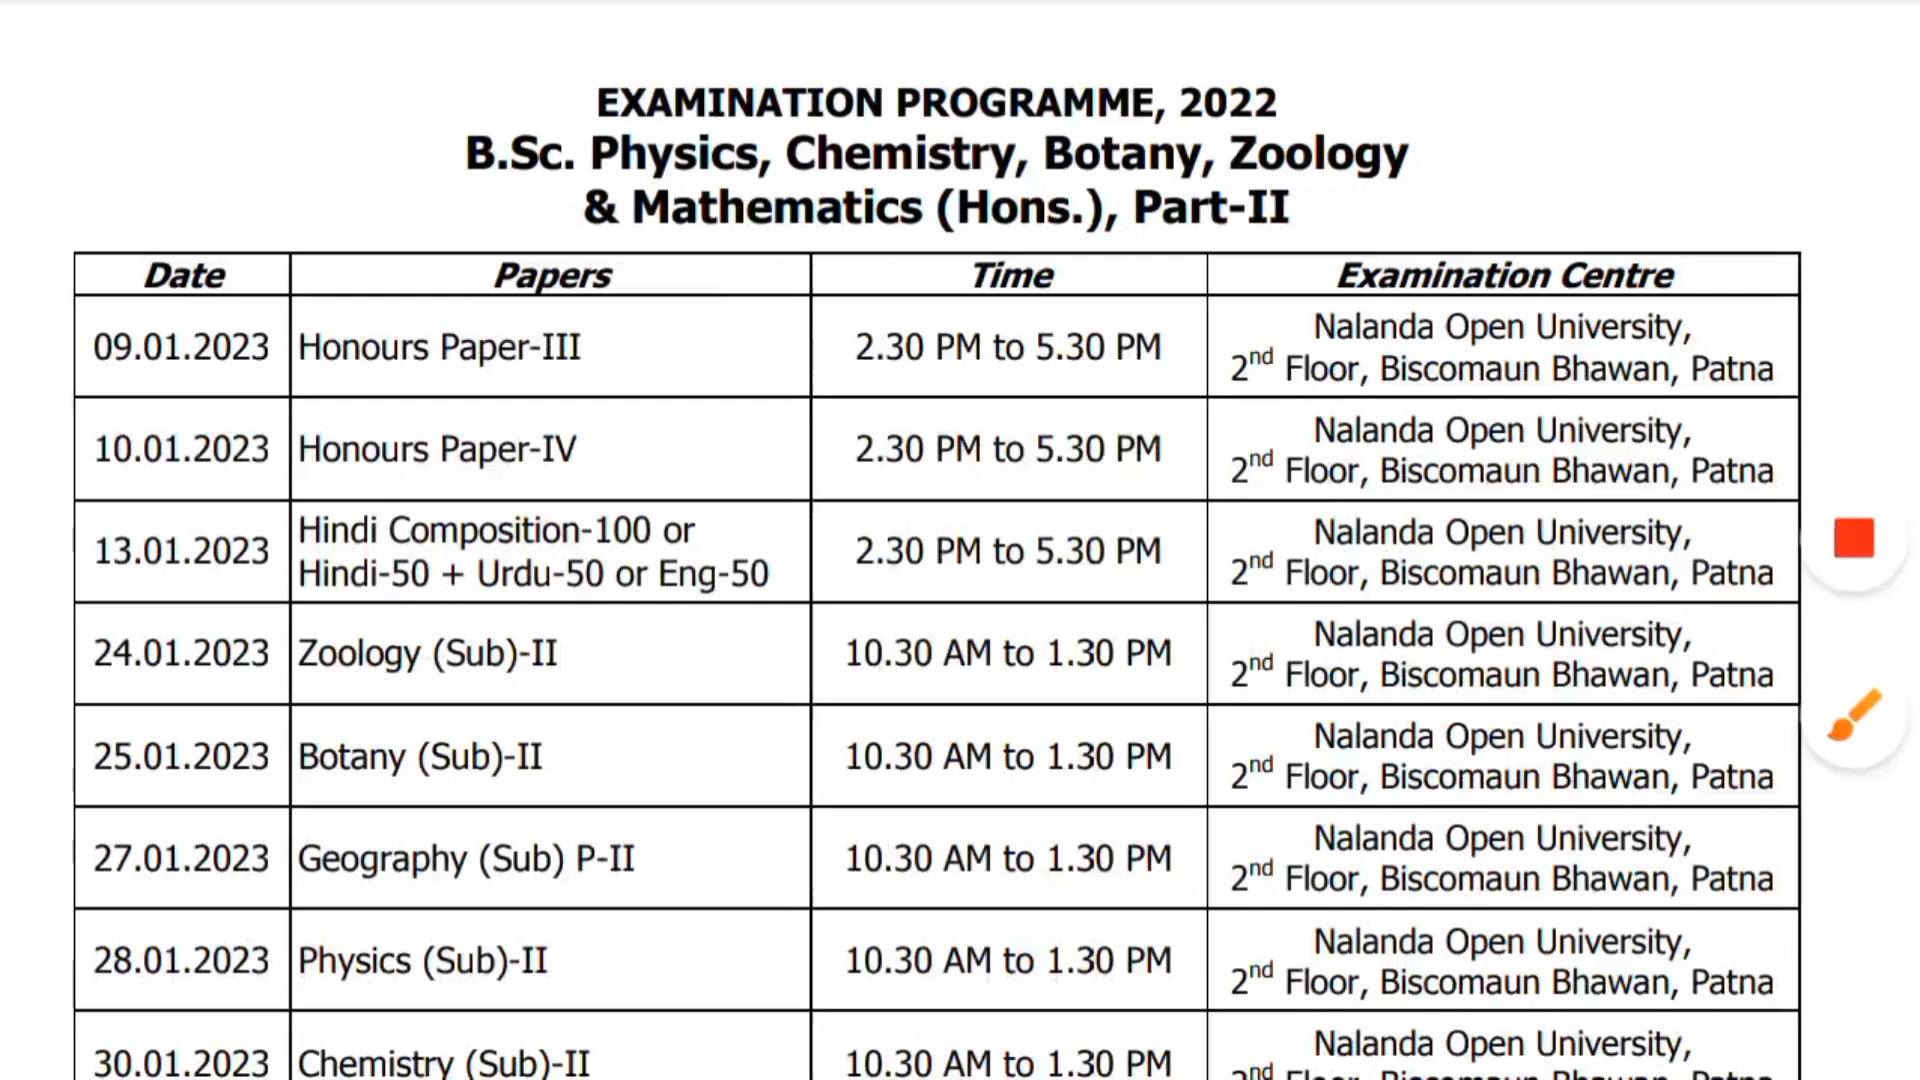 EXAMINATION PROGRAMME, 2022
B.Sc. Physics, Chemistry, Botany, Zoology
& Mathematics (Hons.), Part-II
Date Papers Time Examination Centre
09.01.2023 Honours Paper-III 2.30 PM to 5.30 PM Nalanda Open University,
2nd Floor, Biscomaun Bhawan, Patna
10.01.2023 Honours Paper-IV 2.30 PM to 5.30 PM Nalanda Open University,
2nd Floor, Biscomaun Bhawan, Patna
13.01.2023 Hindi Composition-100 or
Hindi-50 + Urdu-50 or Eng-50 2.30 PM to 5.30 PM Nalanda Open University,
2nd Floor, Biscomaun Bhawan, Patna
24.01.2023 Zoology (Sub)-II 10.30 AM to 1.30 PM Nalanda Open University,
2nd Floor, Biscomaun Bhawan, Patna
25.01.2023 Botany (Sub)-II 10.30 AM to 1.30 PM Nalanda Open University,
2nd Floor, Biscomaun Bhawan, Patna
27.01.2023 Geography (Sub) P-II 10.30 AM to 1.30 PM Nalanda Open University,
2nd Floor, Biscomaun Bhawan, Patna
28.01.2023 Physics (Sub)-II 10.30 AM to 1.30 PM Nalanda Open University,
2nd Floor, Biscomaun Bhawan, Patna
30.01.2023 Chemistry (Sub)-II 10.30 AM to 1.30 PM Nalanda Open University,